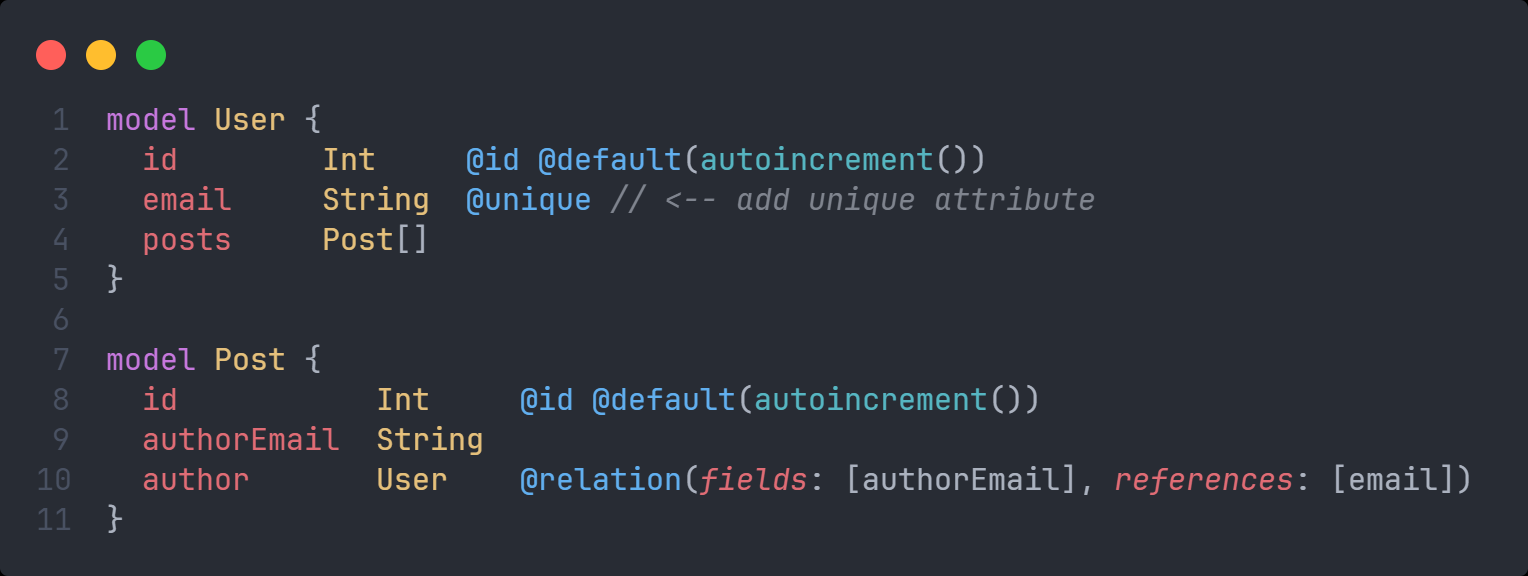 1 model User {
2   id        Int     @id @default(autoincrement())
3   email     String  @unique // <-- add unique attribute
4   posts     Post[]
5 }
6
7 model Post {
8   id           Int     @id @default(autoincrement())
9   authorEmail  String
10   author       User    @relation(fields: [authorEmail], references: [email])
11 }